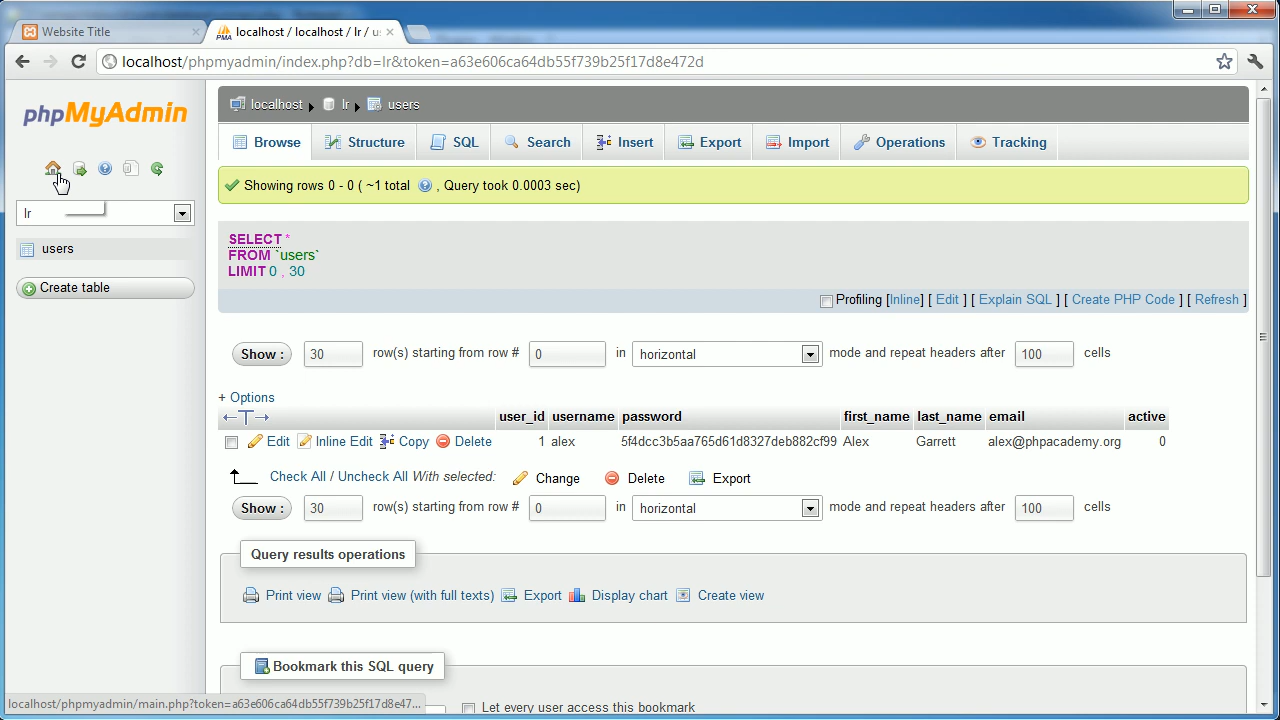 Website Title
localhost / localhost / lr / u
localhost/phpmyadmin/index.php?db=lr&token=a63e606ca64db55f739b25f17d8e472d
phpMyAdmin
localhost lr users
Browse Structure SQL Search Insert Export Import Operations Tracking
Showing rows 0 - 0 ( ~1 total , Query took 0.0003 sec)
lr
users
Create table
SELECT *
FROM `users`
LIMIT 0 , 30
Profiling [Inline] [ Edit ] [ Explain SQL ] [ Create PHP Code ] [ Refresh ]
Show : 30 row(s) starting from row # 0 in horizontal mode and repeat headers after 100 cells
+ Options
←T→ user_id username password first_name last_name email active
Edit Inline Edit Copy Delete 1 alex 5f4dcc3b5aa765d61d8327deb882cf99 Alex Garrett alex@phpacademy.org 0
Check All / Uncheck All With selected: Change Delete Export
Show : 30 row(s) starting from row # 0 in horizontal mode and repeat headers after 100 cells
Query results operations
Print view Print view (with full texts) Export Display chart Create view
Bookmark this SQL query
Let every user access this bookmark
localhost/phpmyadmin/main.php?token=a63e606ca64db55f739b25f17d8e47...